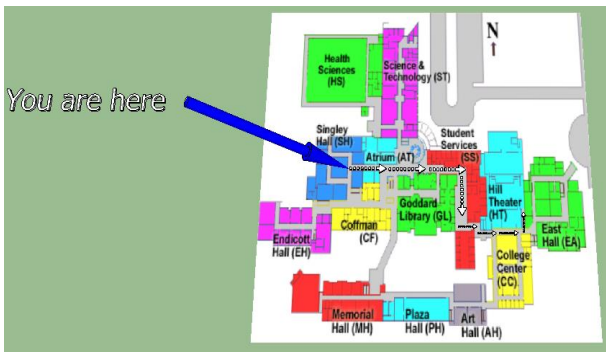 N
Health
Sciences
(HS)
Science &
Technology (ST)
You are here
Singley
Hall (SH)
Student
Services
(SS)
Atrium (AT)
Hill
Theater
(HT)
Goddard
Library (GL)
Coffman
(CF)
Endicott
Hall (EH)
East
Hall (EA)
College
Center
(CC)
Memorial
Hall (MH)
Plaza
Hall (PH)
Art
Hall (AH)